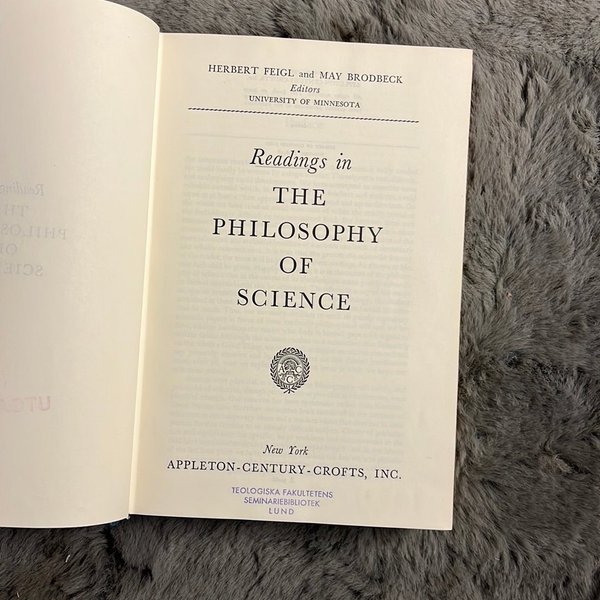 HERBERT FEIGL and MAY BRODBECK
Editors
UNIVERSITY OF MINNESOTA
Readings in
THE
PHILOSOPHY
OF
SCIENCE
New York
APPLETON-CENTURY-CROFTS, INC.
TEOLOGISKA FAKULTETENS
SEMINARIEBIBLIOTEK
LUND